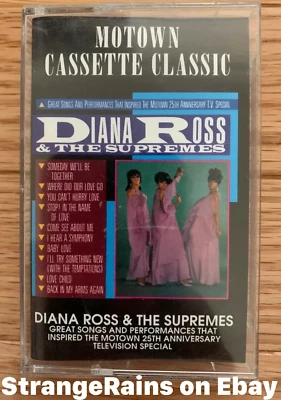 MOTOWN
CASSETTE CLASSIC
GREAT SONGS AND PERFORMANCES THAT INSPIRED THE MOTOWN 25TH ANNIVERSARY T.V. SPECIAL
DIANA ROSS
& THE SUPREMES
SOMEDAY WE'LL BE
TOGETHER
WHERE DID OUR LOVE GO
YOU CAN'T HURRY LOVE
STOP! IN THE NAME
OF LOVE
COME SEE ABOUT ME
I HEAR A SYMPHONY
BABY LOVE
I'LL TRY SOMETHING NEW
(WITH THE TEMPTATIONS)
LOVE CHILD
BACK IN MY ARMS AGAIN
DIANA ROSS & THE SUPREMES
GREAT SONGS AND PERFORMANCES THAT
INSPIRED THE MOTOWN 25TH ANNIVERSARY
TELEVISION SPECIAL
StrangeRains on Ebay